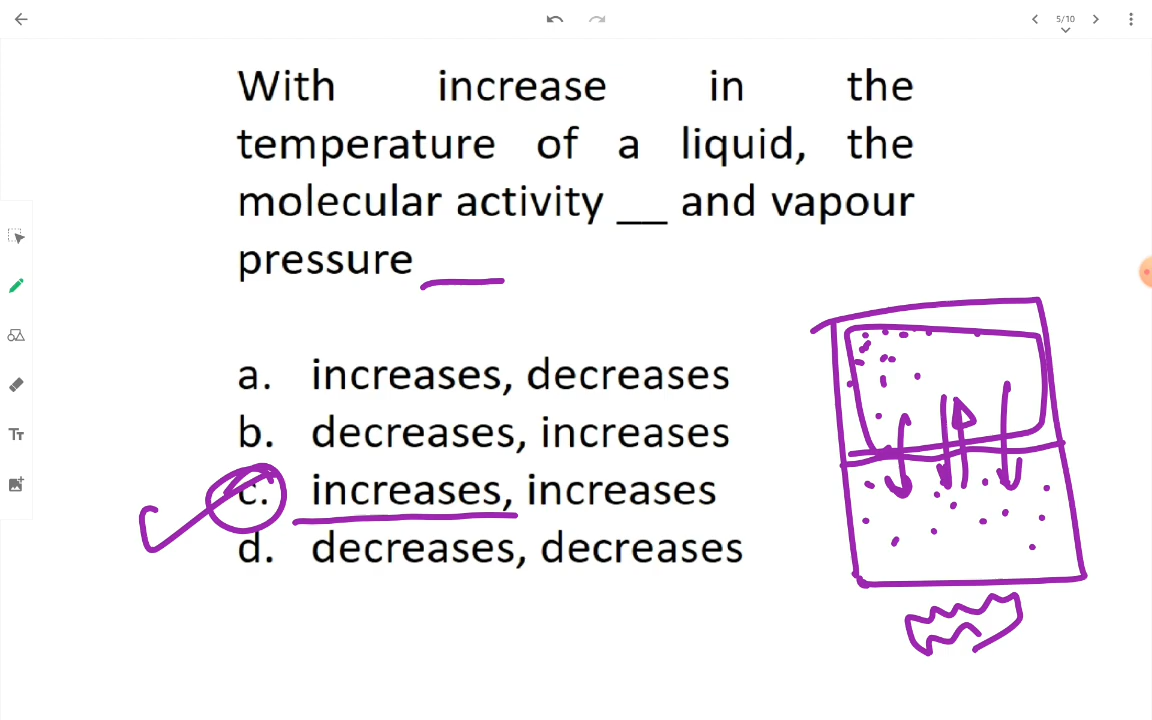 5/10
With increase in the
temperature of a liquid, the
molecular activity __ and vapour
pressure
a. increases, decreases
b. decreases, increases
c. increases, increases
d. decreases, decreases
Tт